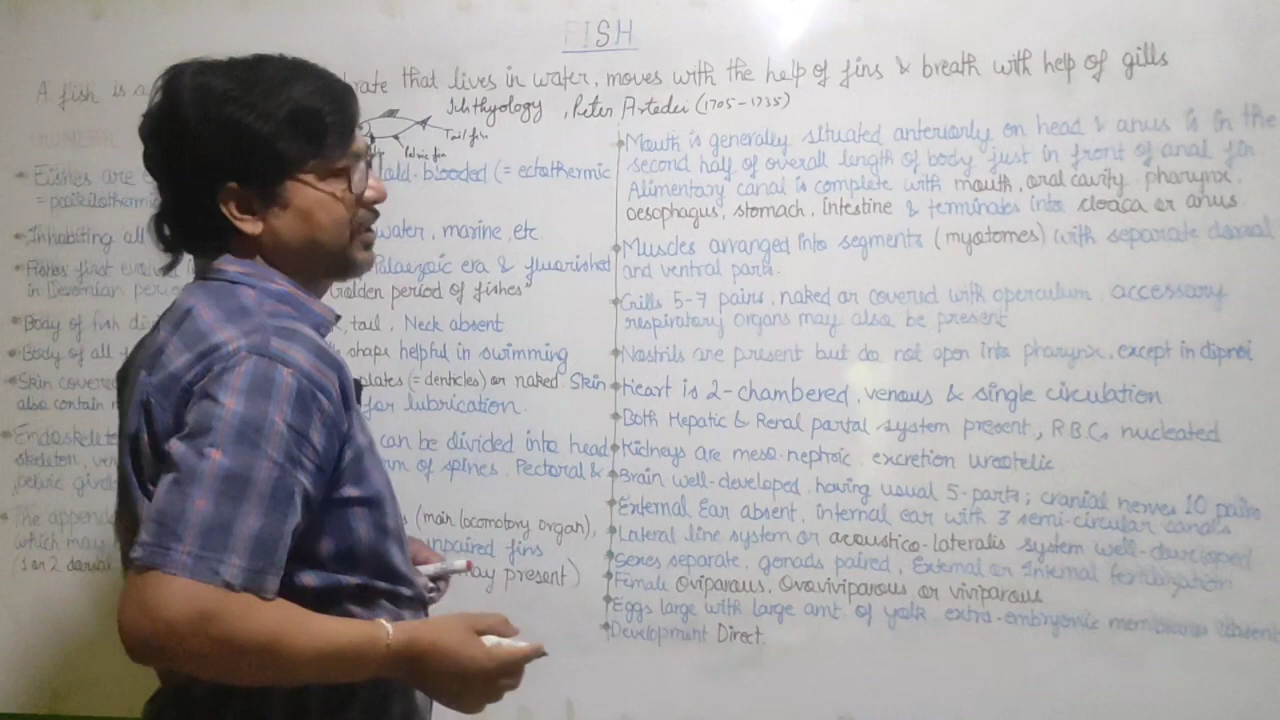 FISH
A fish is a rate that lives in water, moves with the help of fins & breath with help of gills
Ichthyology , Peter Artedi (1705-1735)
Tail fin
Pelvic fin
Fishes are cold-blooded (= ectothermic
= poikilothermic
Inhabiting all water, marine, etc
Fishes first Palaezoic era & fluorished
in Devonian period Golden period of fishes"
Body of fish tail, Neck absent
Body of all shape helpful in swimming
Skin covered plates (= denticles) or naked. Skin
also contain for lubrication.
Endoskeleton can be divided into head
skeleton, of spines. Pectoral &
pelvic
The append (main locomotory organ),
which may unpaired fins
(1 or 2 dorsal may present)
Mouth is generally situated anteriorly on head & anus is in the
second half of overall length of body just in front of anal fin
Alimentary canal is complete with mouth, oral cavity, pharynx,
oesophagus, stomach, intestine & terminates into cloaca or anus.
Muscles arranged into segments (myotomes) with separate dorsal
and ventral parts.
Gills 5-7 pairs, naked or covered with operculum, accessary
respiratory organs may also be present
Nostrils are present but do not open into pharynx, except in dipnoi
Heart is 2-chambered, venous & single circulation
Both Hepatic & Renal portal system present, R.B.Cs nucleated
Kidneys are meso-nephroic, excretion ureotelic
Brain well-developed, having usual 5-parts; cranial nerves 10 pairs
External Ear absent, internal ear with 3 semi-circular canals
Lateral line system or acoustico-lateralis system well-developed
Sexes separate, gonads paired, External or Internal fertilization
Female Oviparous, Ovoviviparous or viviparous
Eggs large with large amt. of yolk extra-embryonic membranes absent
Development Direct.